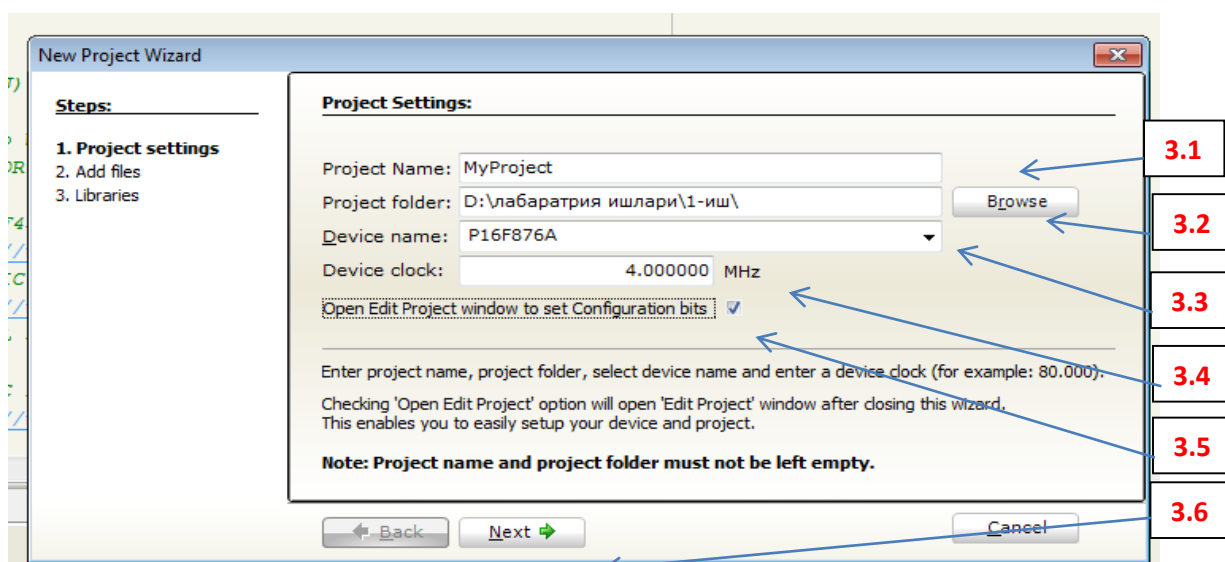 New Project Wizard
Steps:
1. Project settings
2. Add files
3. Libraries
Project Settings:
Project Name: MyProject
Project folder: D:\лабаратрия ишлари\1-иш\ Browse
Device name: P16F876A
Device clock: 4.000000 MHz
Open Edit Project window to set Configuration bits
Enter project name, project folder, select device name and enter a device clock (for example: 80.000).
Checking 'Open Edit Project' option will open 'Edit Project' window after closing this wizard.
This enables you to easily setup your device and project.
Note: Project name and project folder must not be left empty.
Back Next Cancel
3.1
3.2
3.3
3.4
3.5
3.6